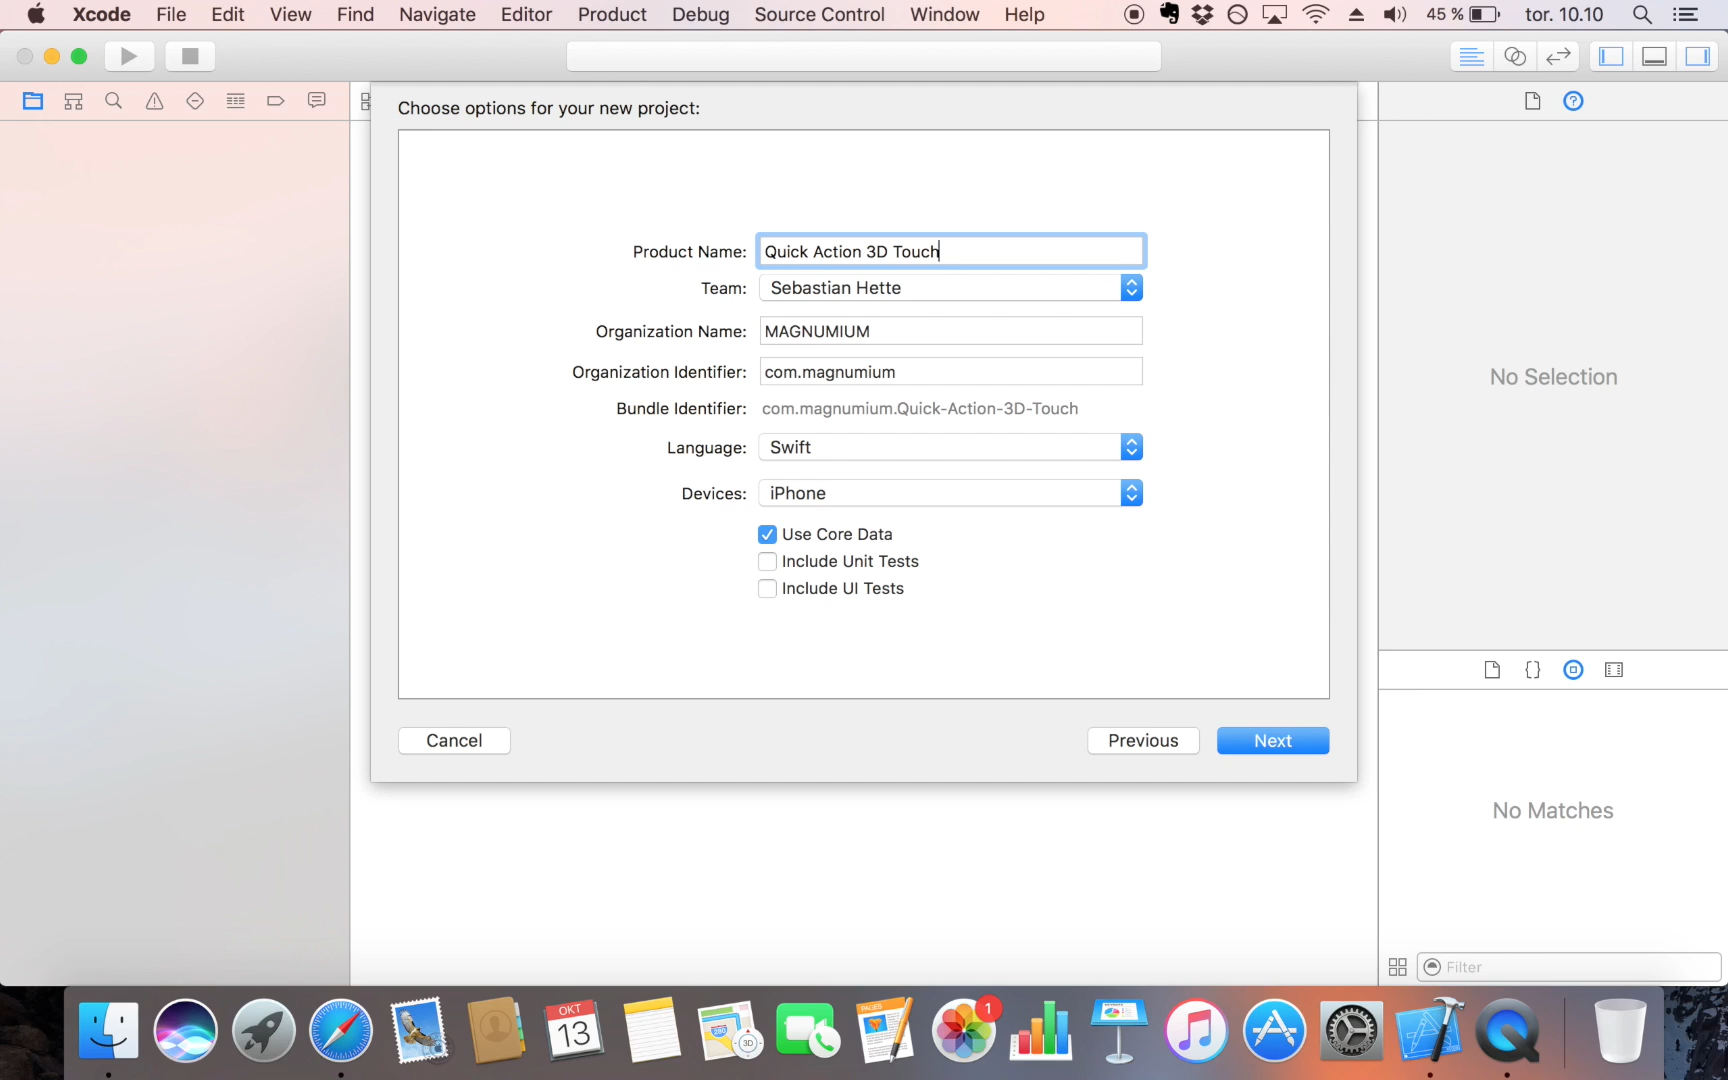 Xcode File Edit View Find Navigate Editor Product Debug Source Control Window Help 45 % tor. 10.10
Choose options for your new project:
Product Name: Quick Action 3D Touch
Team: Sebastian Hette
Organization Name: MAGNUMIUM
Organization Identifier: com.magnumium
Bundle Identifier: com.magnumium.Quick-Action-3D-Touch
Language: Swift
Devices: iPhone
Use Core Data
Include Unit Tests
Include UI Tests
No Selection
Cancel Previous Next
No Matches
Filter
OKT
13
280
3D
PAGES
1